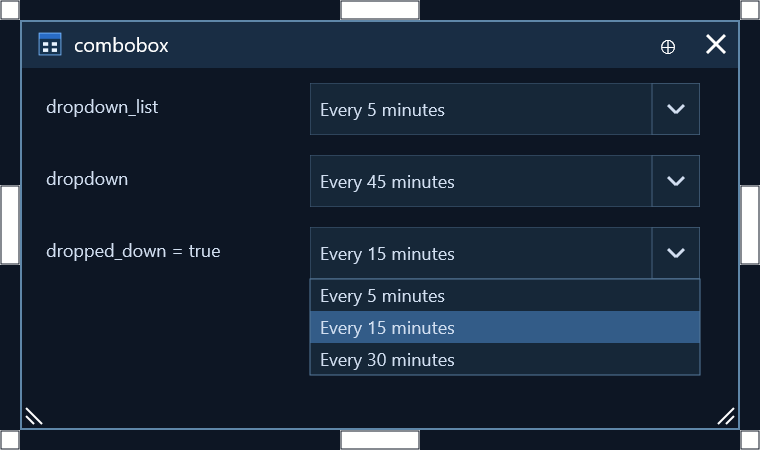 combobox
dropdown_list
Every 5 minutes
dropdown
Every 45 minutes
dropped_down = true
Every 15 minutes
Every 5 minutes
Every 15 minutes
Every 30 minutes